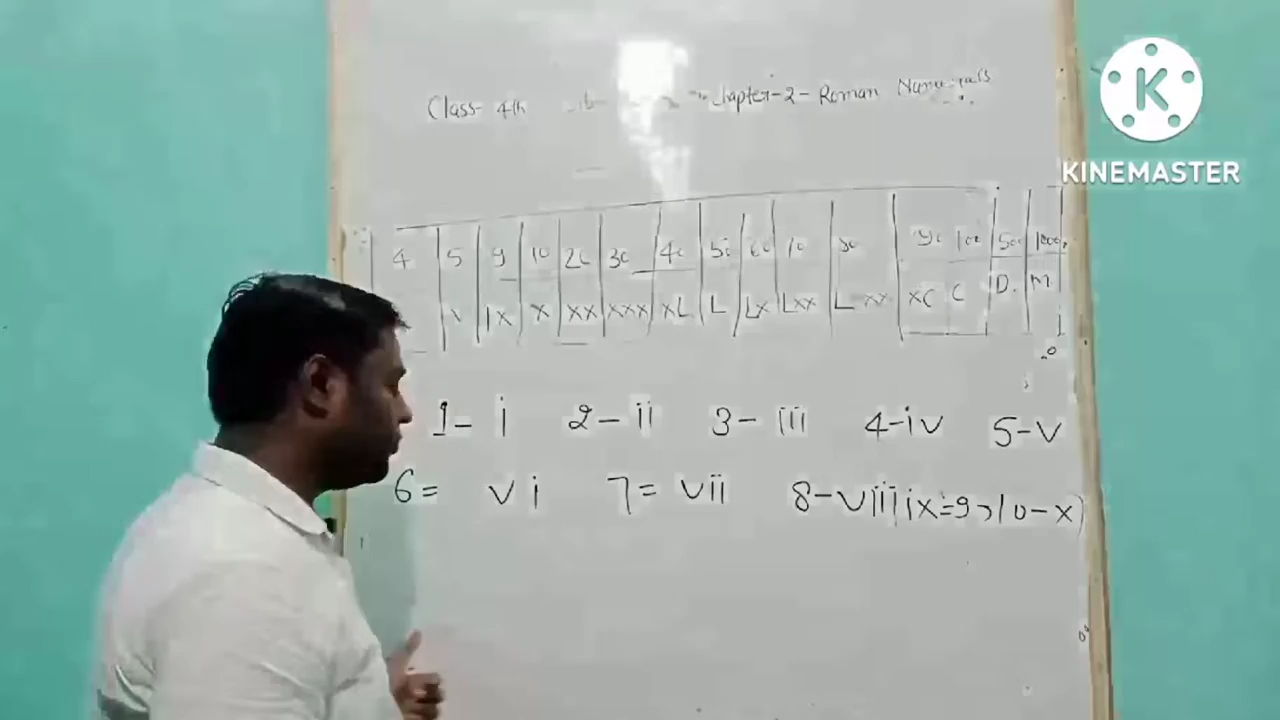 Class- 4th chapter-2- Roman Numerals
K
KINEMASTER
4 5 9 10 20 30 40 50 60 70 80 90 100 500 1000
V IX X XX XXX XL L LX LXX L XX XC C D. M
1- i 2- ii 3- iii 4-iv 5-v
6= vi 7= vii 8-viii ix=9, 10-x)